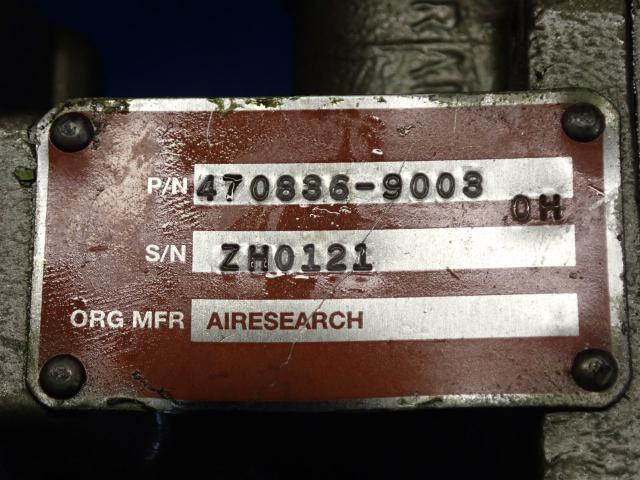 P/N 470836-9003
OH
S/N ZH0121
ORG MFR AIRESEARCH